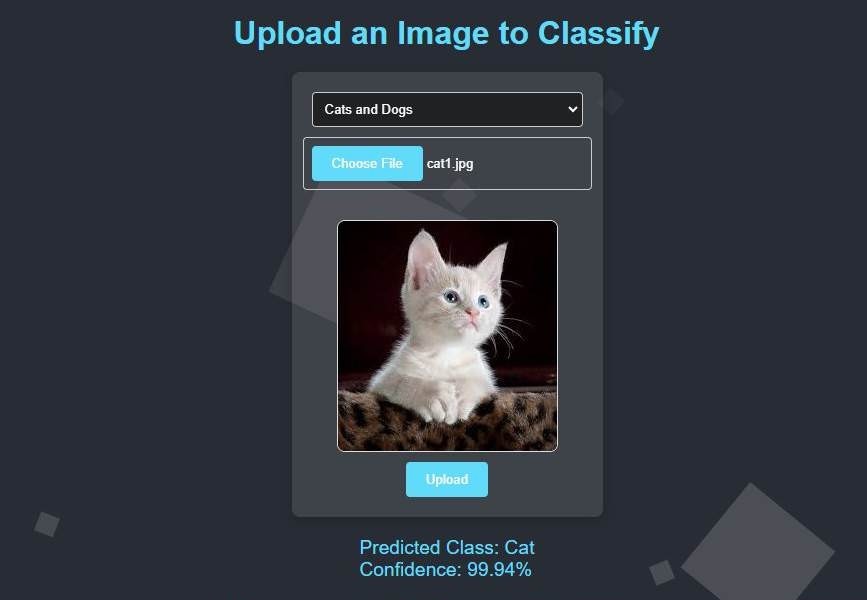 Upload an Image to Classify
Cats and Dogs
Choose File cat1.jpg
Upload
Predicted Class: Cat
Confidence: 99.94%